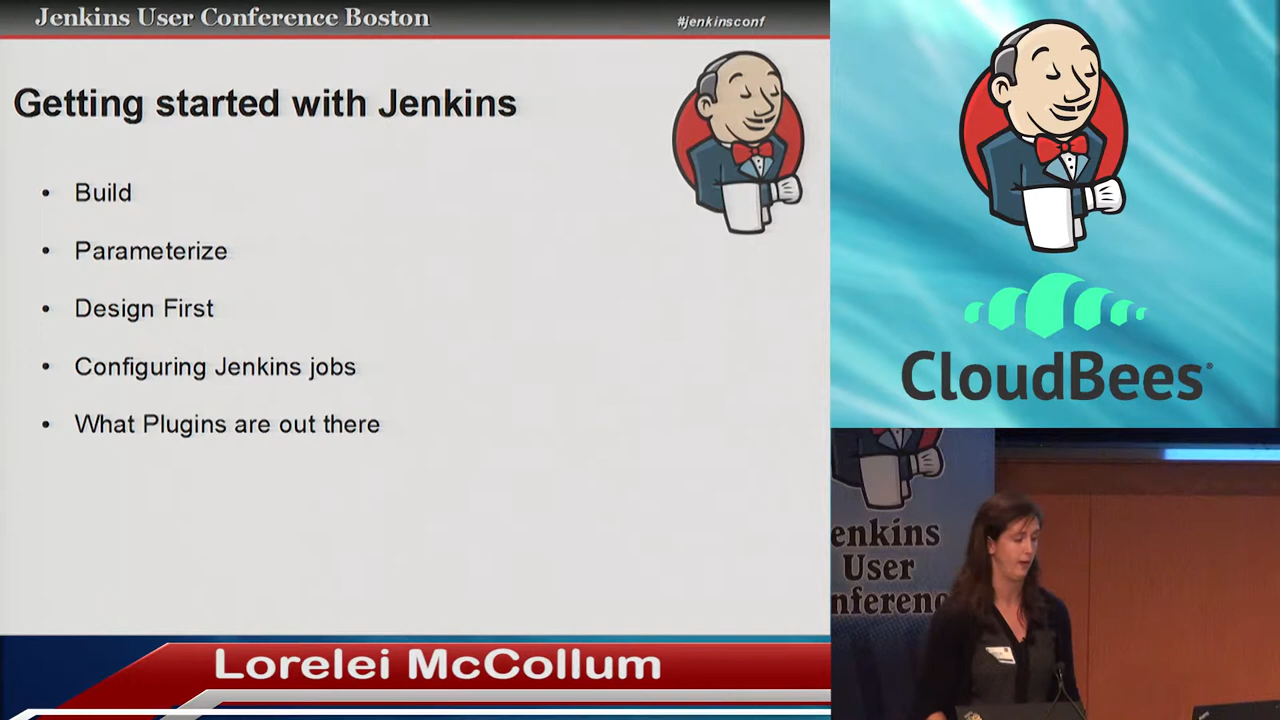 Jenkins User Conference Boston
#jenkinsconf
Getting started with Jenkins
• Build
• Parameterize
• Design First
• Configuring Jenkins jobs
• What Plugins are out there
Lorelei McCollum
CloudBees®
enkins
User
nferenc